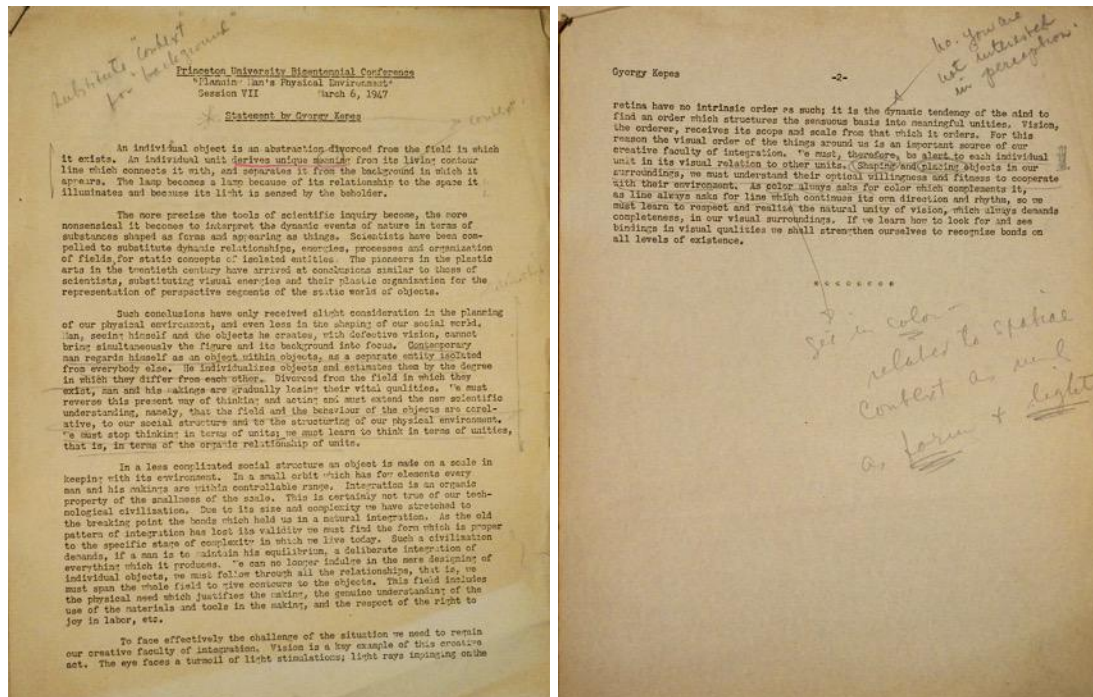 Substitute "context"
for "background"
Princeton University Bicentennial Conference
"Planning Man's Physical Environment"
Session VII March 6, 1947
Statement by Gyorgy Kepes
context
An individual object is an abstraction divorced from the field in which
it exists. An individual unit derives unique meaning from its living contour
line which connects it with, and separates it from the background in which it
appears. The lamp becomes a lamp because of its relationship to the space it
illuminates and because its light is sensed by the beholder.
The more precise the tools of scientific inquiry become, the more
nonsensical it becomes to interpret the dynamic events of nature in terms of
substances shaped as forms and appearing as things. Scientists have been com-
pelled to substitute dynamic relationships, energies, processes and organization
of fields for static concepts of isolated entities. The pioneers in the plastic
arts in the twentieth century have arrived at conclusions similar to those of
scientists, substituting visual energies and their plastic organization for the
representation of perspective segments of the static world of objects.
Such conclusions have only received slight consideration in the planning
of our physical environment, and even less in the shaping of our social world.
Man, seeing himself and the objects he creates, with defective vision, cannot
bring simultaneously the figure and its background into focus. Contemporary
man regards himself as an object within objects, as a separate entity isolated
from everybody else. He individualizes objects and estimates them by the degree
in which they differ from each other. Divorced from the field in which they
exist, man and his makings are gradually losing their vital qualities. We must
reverse this present way of thinking and acting and must extend the new scientific
understanding, namely, that the field and the behaviour of the objects are corel-
ative, to our social structure and to the structuring of our physical environment.
We must stop thinking in terms of units; we must learn to think in terms of unities,
that is, in terms of the organic relationship of units.
In a less complicated social structure an object is made on a scale in
keeping with its environment. In a small orbit which has few elements every
man and his makings are within controllable range. Integration is an organic
property of the smallness of the scale. This is certainly not true of our tech-
nological civilization. Due to its size and complexity we have stretched to
the breaking point the bonds which held us in a natural integration. As the old
pattern of integration has lost its validity we must find the form which is proper
to the specific stage of complexity in which we live today. Such a civilization
demands, if a man is to maintain his equilibrium, a deliberate integration of
everything which it produces. We can no longer indulge in the mere designing of
individual objects, we must follow through all the relationships, that is, we
must span the whole field to give contours to the objects. This field includes
the physical need which justifies the making, the genuine understanding of the
use of the materials and tools in the making, and the respect of the right to
joy in labor, etc.
To face effectively the challenge of the situation we need to regain
our creative faculty of integration. Vision is a key example of this creative
act. The eye faces a turmoil of light stimulations; light rays impinging onthe
no. you are
not interested
in perception
Gyorgy Kepes -2-
retina have no intrinsic order as such; it is the dynamic tendency of the mind to
find an order which structures the sensuous basis into meaningful unities. Vision,
the orderer, receives its scope and scale from that which it orders. For this
reason the visual order of the things around us is an important source of our
creative faculty of integration. We must, therefore, be alert to each individual
unit in its visual relation to other units. Shaping and placing objects in our
surroundings, we must understand their optical willingness and fitness to cooperate
with their environment. As color always asks for color which complements it,
as line always asks for line which continues its own direction and rhythm, so we
must learn to respect and realize the natural unity of vision, which always demands
completeness, in our visual surroundings. If we learn how to look for and see
bindings in visual qualities we shall strengthen ourselves to recognize bonds on
all levels of existence.
* * * * * * * *
get in color -
related to spatial
context as well
as form & light